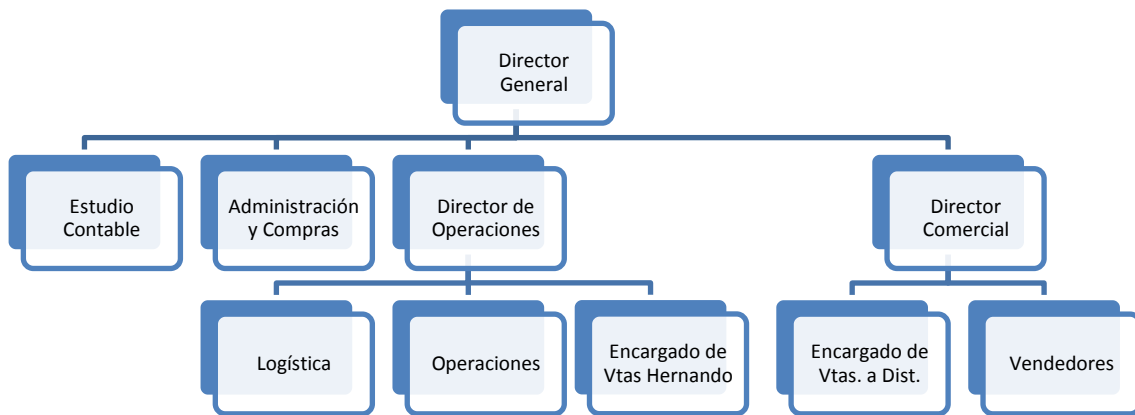 Director
General
Estudio
Contable
Administración
y Compras
Director de
Operaciones
Director
Comercial
Logística
Operaciones
Encargado de
Vtas Hernando
Encargado de
Vtas. a Dist.
Vendedores